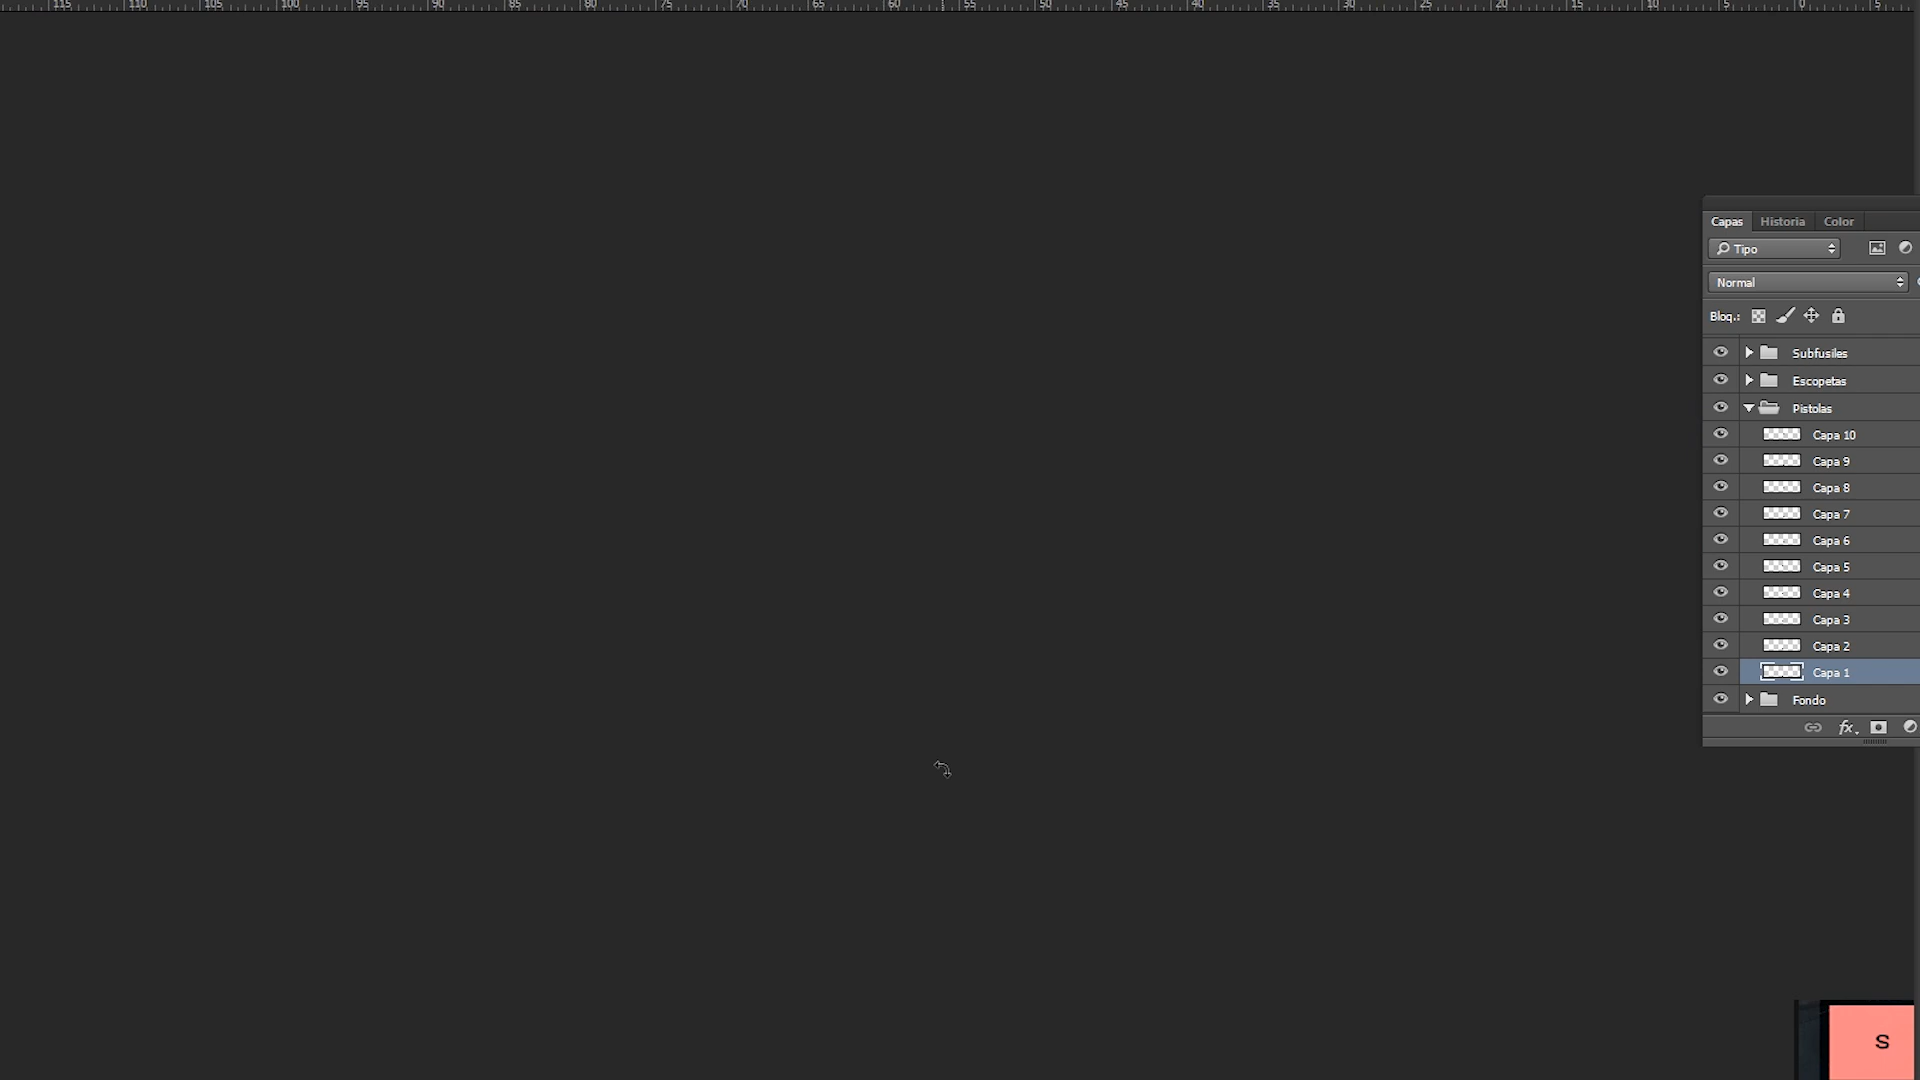 115 110 105 100 95 90 85 80 75 70 65 60 55 50 45 40 35 30 25 20 15 10 5 0 5
Capas Historia Color
Tipo
Normal
Bloq.:
Subfusiles
Escopetas
Pistolas
Capa 10
Capa 9
Capa 8
Capa 7
Capa 6
Capa 5
Capa 4
Capa 3
Capa 2
Capa 1
Fondo
fx.
S